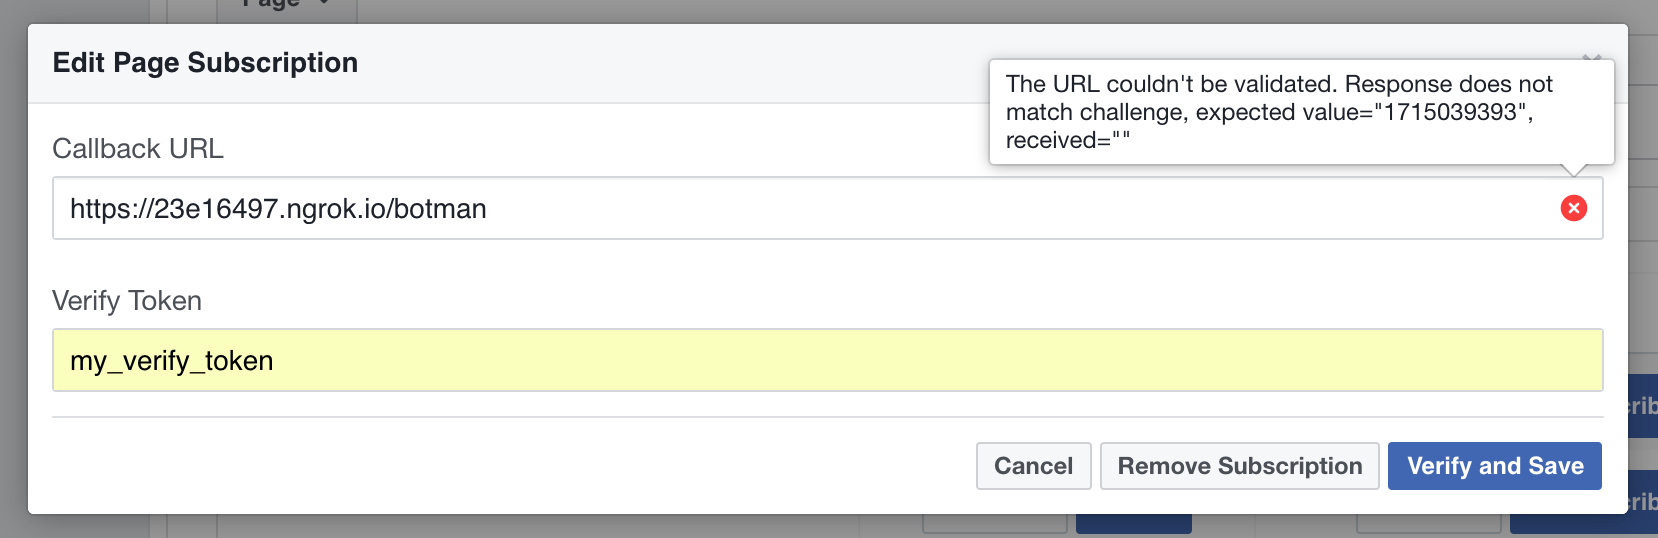 Page
Edit Page Subscription
The URL couldn't be validated. Response does not
match challenge, expected value="1715039393",
received=""
Callback URL
https://23e16497.ngrok.io/botman
Verify Token
my_verify_token
Cancel Remove Subscription Verify and Save